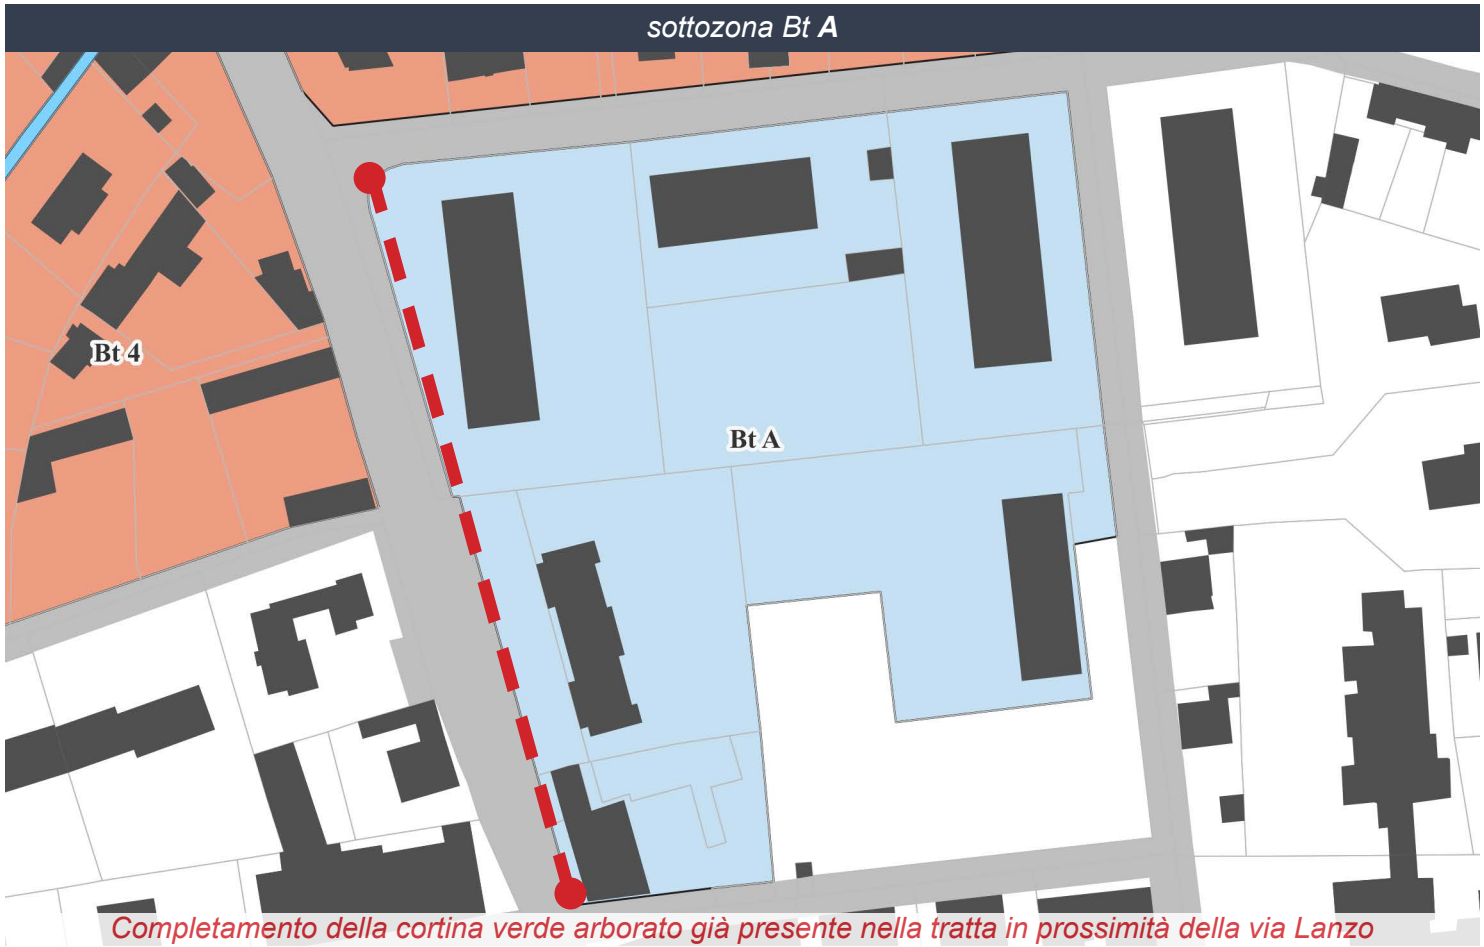 sottozona Bt A
Bt 4
Bt A
Completamento della cortina verde arborato già presente nella tratta in prossimità della via Lanzo